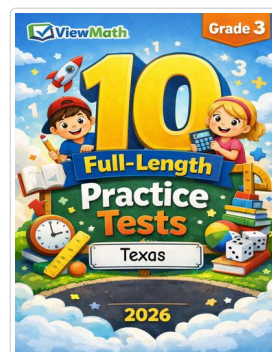 ViewMath
Grade 3
10
Full-Length
Practice
Tests
Texas
2026